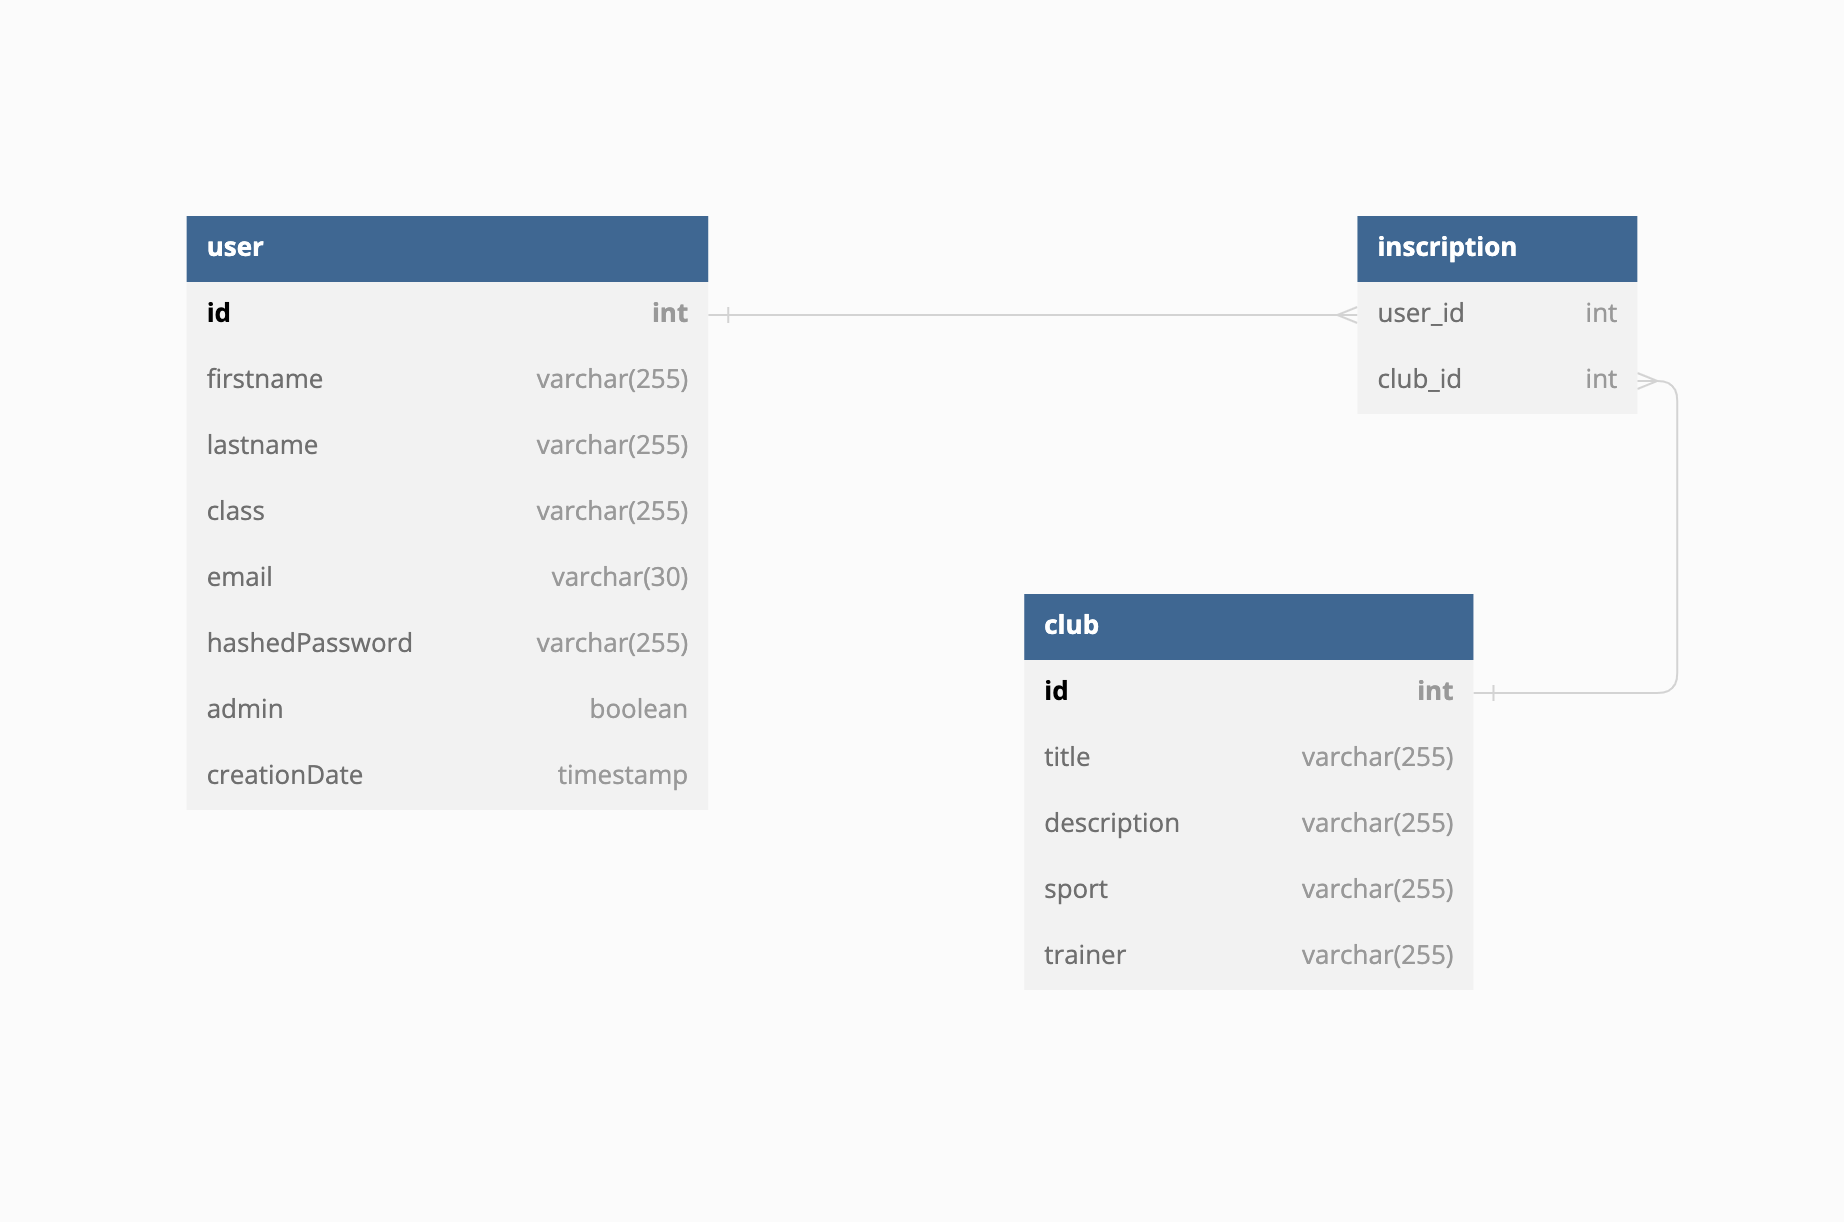 user
id int
firstname varchar(255)
lastname varchar(255)
class varchar(255)
email varchar(30)
hashedPassword varchar(255)
admin boolean
creationDate timestamp
inscription
user_id int
club_id int
club
id int
title varchar(255)
description varchar(255)
sport varchar(255)
trainer varchar(255)